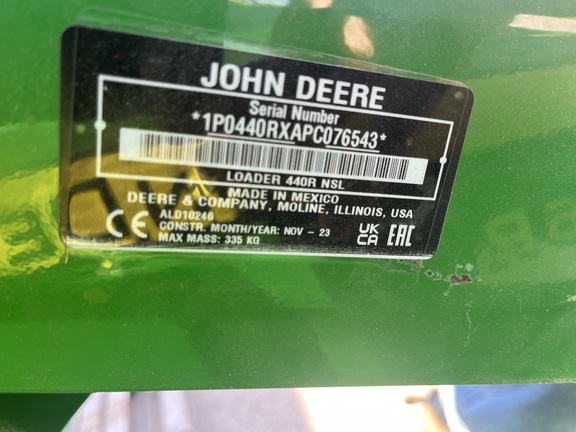 JOHN DEERE
Serial Number
*1P0440RXAPC076543*
LOADER 440R NSL
MADE IN MEXICO
DEERE & COMPANY, MOLINE, ILLINOIS, USA
ALD10246
CONSTR. MONTH/YEAR: NOV - 23
MAX MASS: 335 KG
CE
UK
CA
EAC